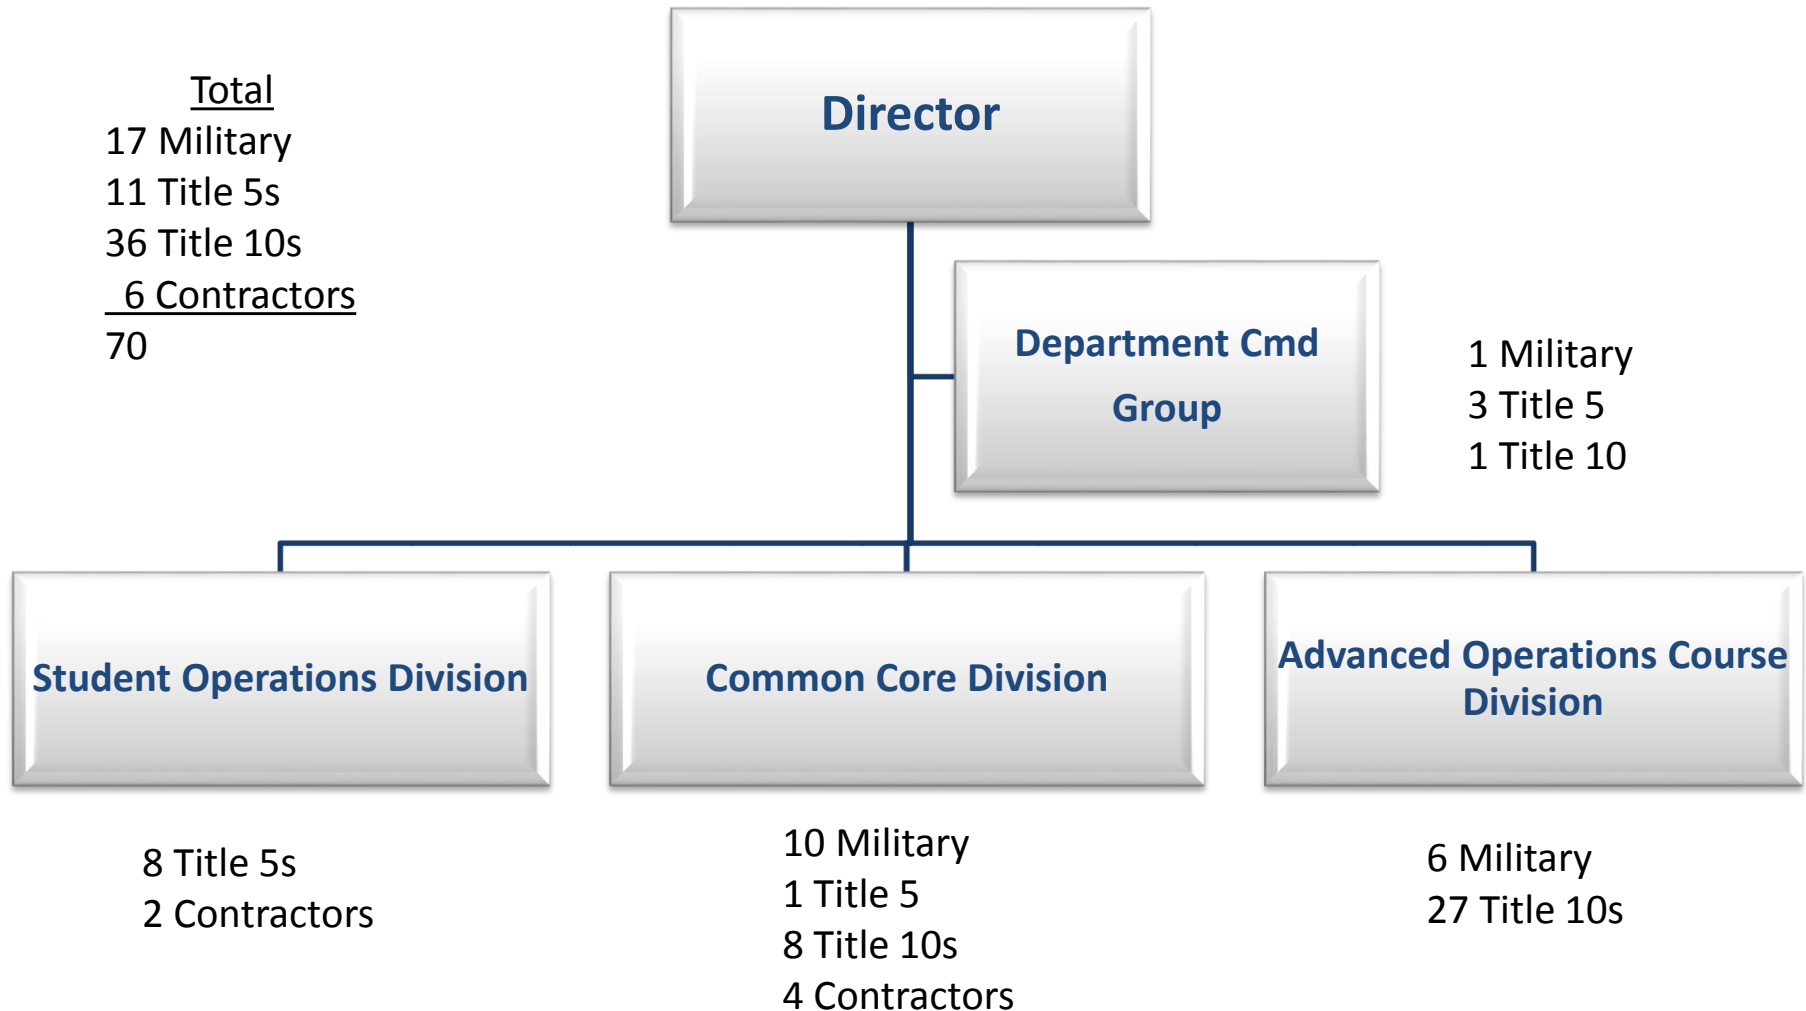 Total
17 Military
11 Title 5s
36 Title 10s
6 Contractors
70
Director
Department Cmd
Group
1 Military
3 Title 5
1 Title 10
Student Operations Division
8 Title 5s
2 Contractors
Common Core Division
10 Military
1 Title 5
8 Title 10s
4 Contractors
Advanced Operations Course
Division
6 Military
27 Title 10s